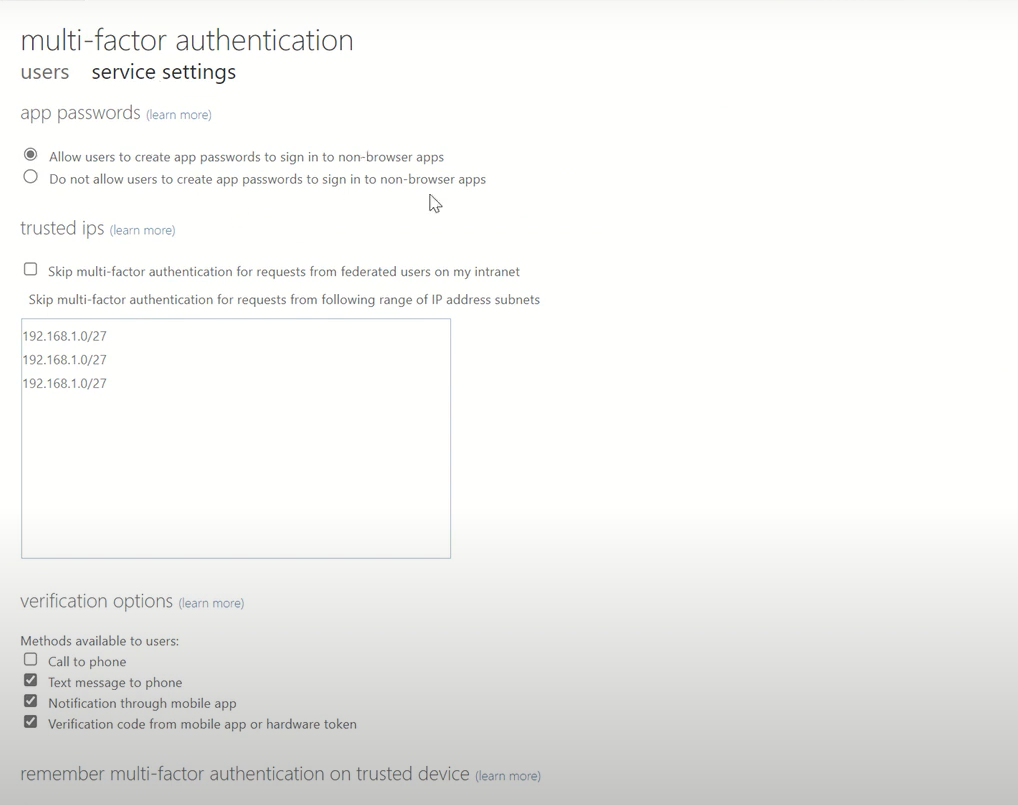 multi-factor authentication
users service settings
app passwords (learn more)
Allow users to create app passwords to sign in to non-browser apps
Do not allow users to create app passwords to sign in to non-browser apps
trusted ips (learn more)
Skip multi-factor authentication for requests from federated users on my intranet
Skip multi-factor authentication for requests from following range of IP address subnets
192.168.1.0/27
192.168.1.0/27
192.168.1.0/27
verification options (learn more)
Methods available to users:
Call to phone
Text message to phone
Notification through mobile app
Verification code from mobile app or hardware token
remember multi-factor authentication on trusted device (learn more)